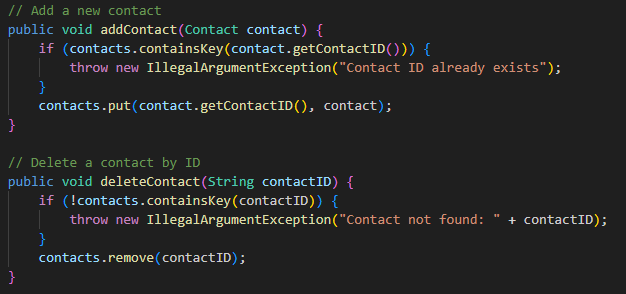 // Add a new contact
public void addContact(Contact contact) {
    if (contacts.containsKey(contact.getContactID())) {
        throw new IllegalArgumentException("Contact ID already exists");
    }
    contacts.put(contact.getContactID(), contact);
}

// Delete a contact by ID
public void deleteContact(String contactID) {
    if (!contacts.containsKey(contactID)) {
        throw new IllegalArgumentException("Contact not found: " + contactID);
    }
    contacts.remove(contactID);
}